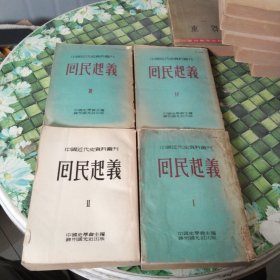 中國近代史資料叢刊
回民起義
III
中國史學會主編
神州國光社出版
中國近代史資料叢刊
回民起義
IV
中國史學會主編
神州國光社出版
中國近代史資料叢刊
回民起義
II
中國史學會主編
神州國光社出版
中國近代史資料叢刊
回民起義
I
中國史學會主編
神州國光社出版